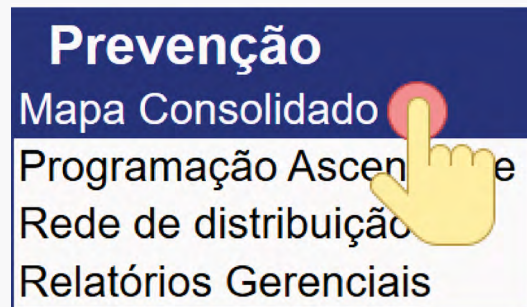 Prevenção
Mapa Consolidado
Programação
Rede de distribuição
Relatórios Gerenciais